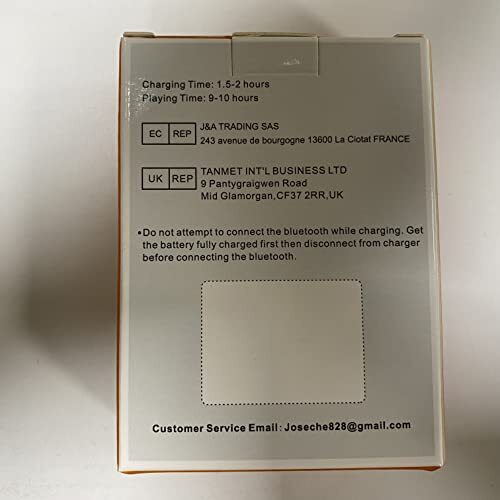 Charging Time: 1.5-2 hours
Playing Time: 9-10 hours
EC REP J&A TRADING SAS
243 avenue de bourgogne 13600 La Ciotat FRANCE
UK REP TANMET INT'L BUSINESS LTD
9 Pantygraigwen Road
Mid Glamorgan,CF37 2RR,UK
•Do not attempt to connect the bluetooth while charging. Get
the battery fully charged first then disconnect from charger
before connecting the bluetooth.
Customer Service Email：Joseche828@gmail.com